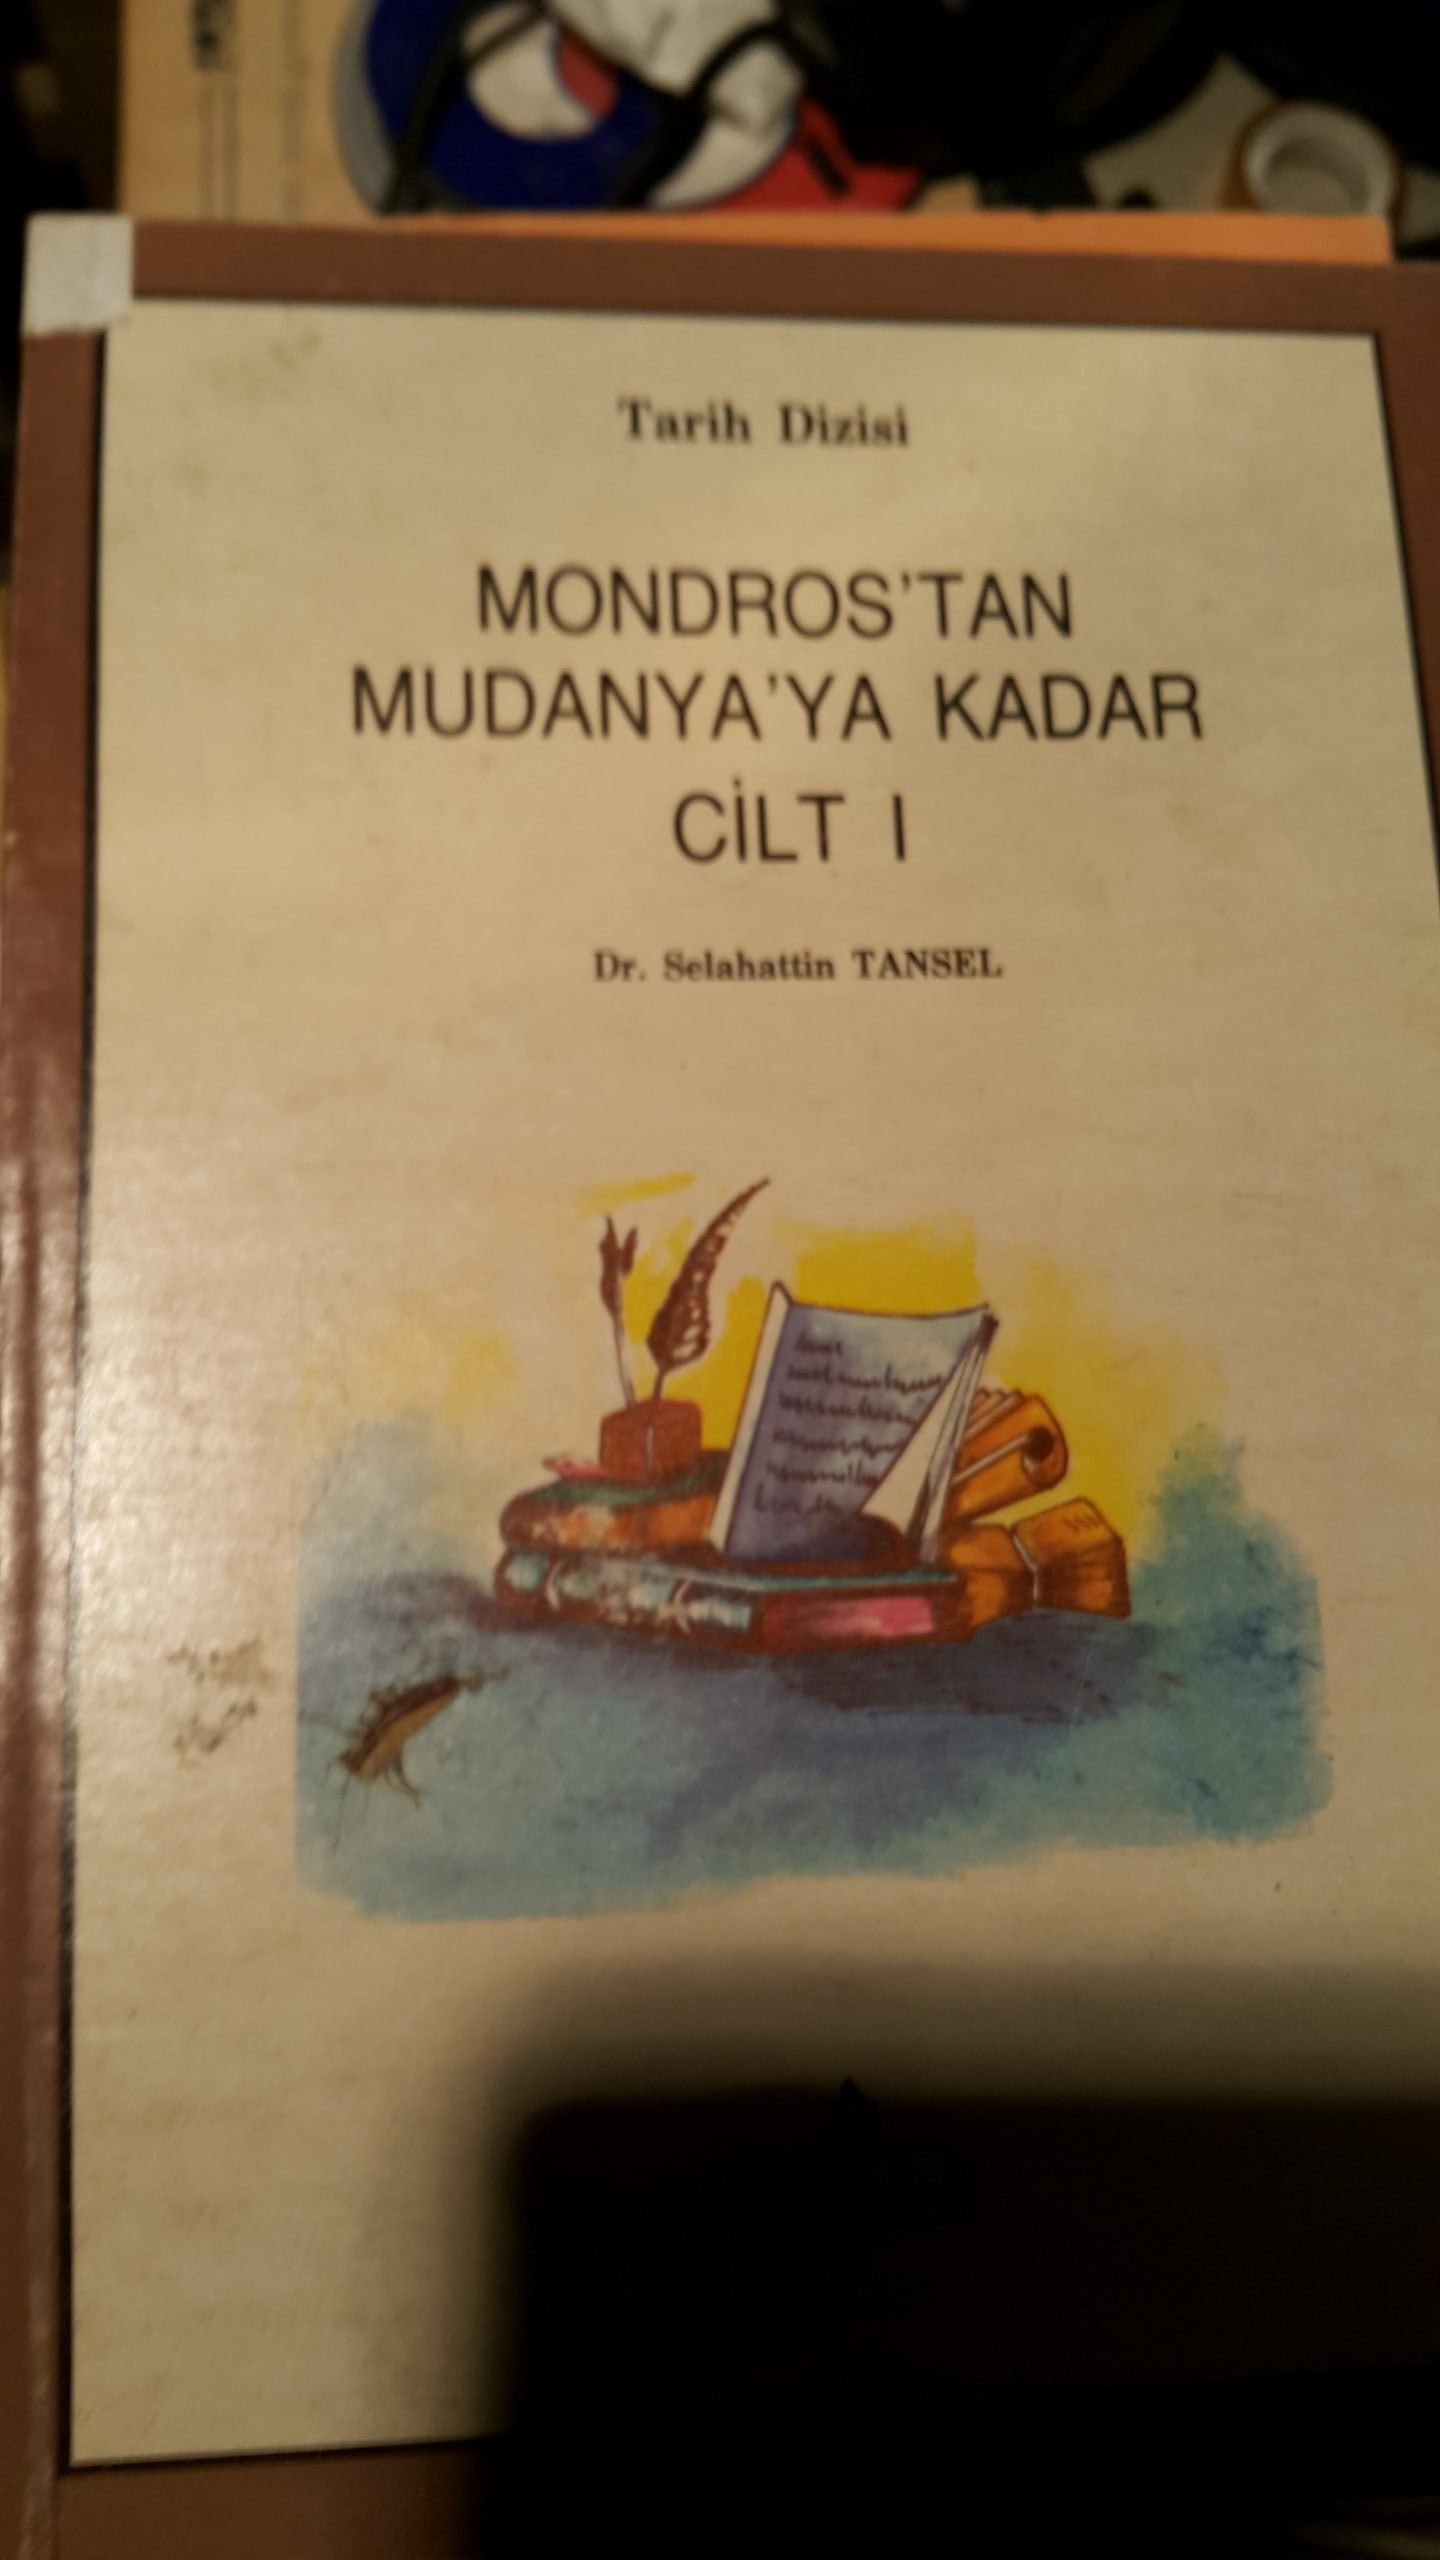 Tarih Dizisi
MONDROS'TAN
MUDANYA'YA KADAR
CİLT I
Dr. Selahattin TANSEL